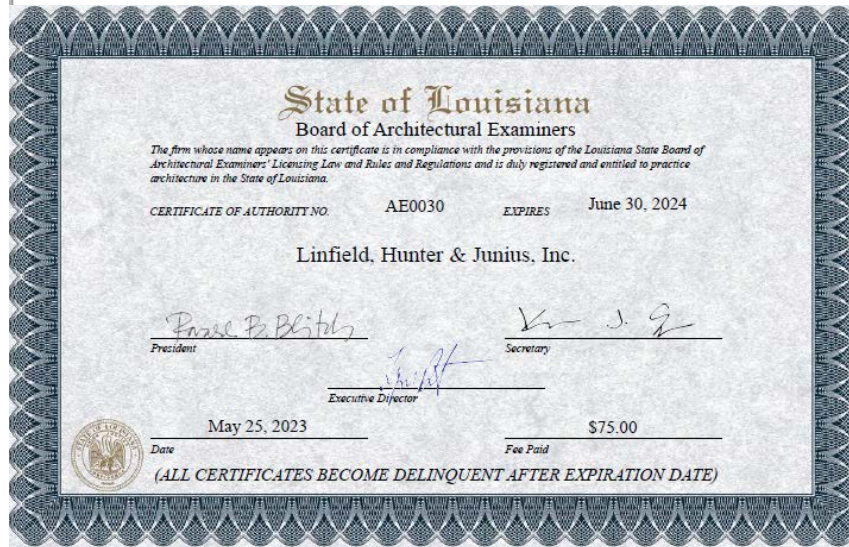 State of Louisiana
Board of Architectural Examiners
The firm whose name appears on this certificate is in compliance with the provisions of the Louisiana State Board of
Architectural Examiners' Licensing Law and Rules and Regulations and is duly registered and entitled to practice
architecture in the State of Louisiana.
CERTIFICATE OF AUTHORITY NO. AE0030 EXPIRES June 30, 2024
Linfield, Hunter & Junius, Inc.
President Secretary
Executive Director
May 25, 2023 $75.00
Date Fee Paid
(ALL CERTIFICATES BECOME DELINQUENT AFTER EXPIRATION DATE)